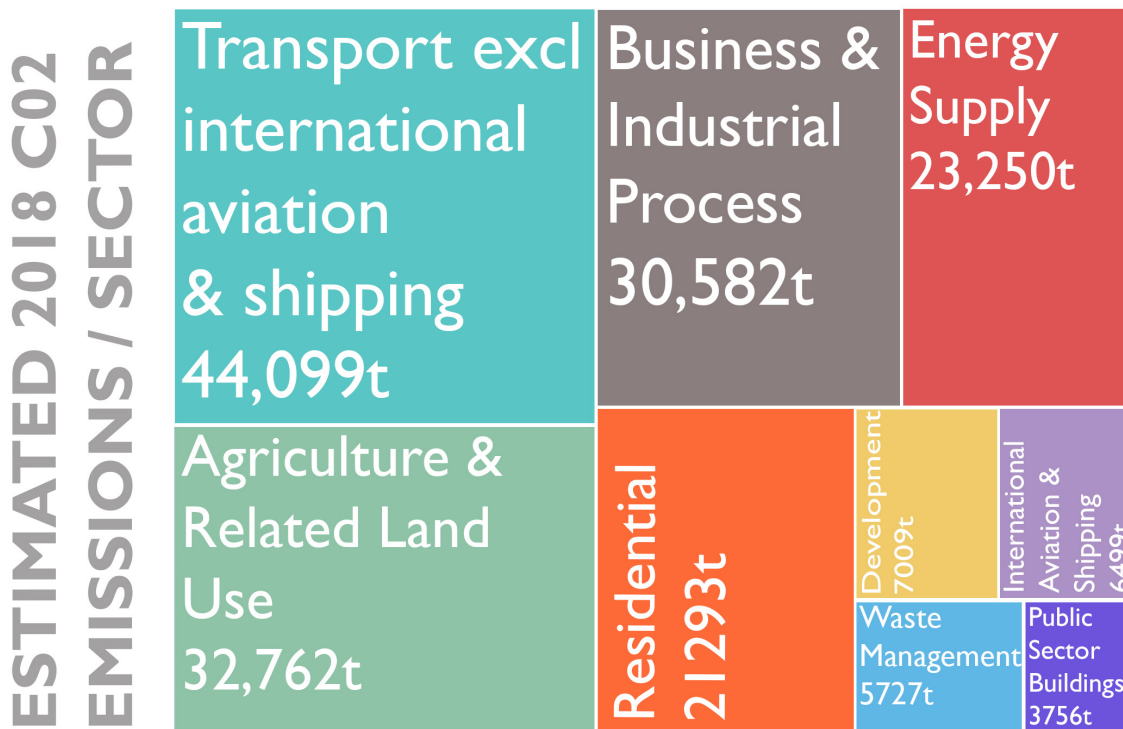 ESTIMATED 2018 C02
EMISSIONS / SECTOR
Transport excl
international
aviation
& shipping
44,099t
Business &
Industrial
Process
30,582t
Energy
Supply
23,250t
Agriculture &
Related Land
Use
32,762t
Residential
21293t
Development
7009t
International
Aviation &
Shipping
6499t
Waste
Management
5727t
Public
Sector
Buildings
3756t